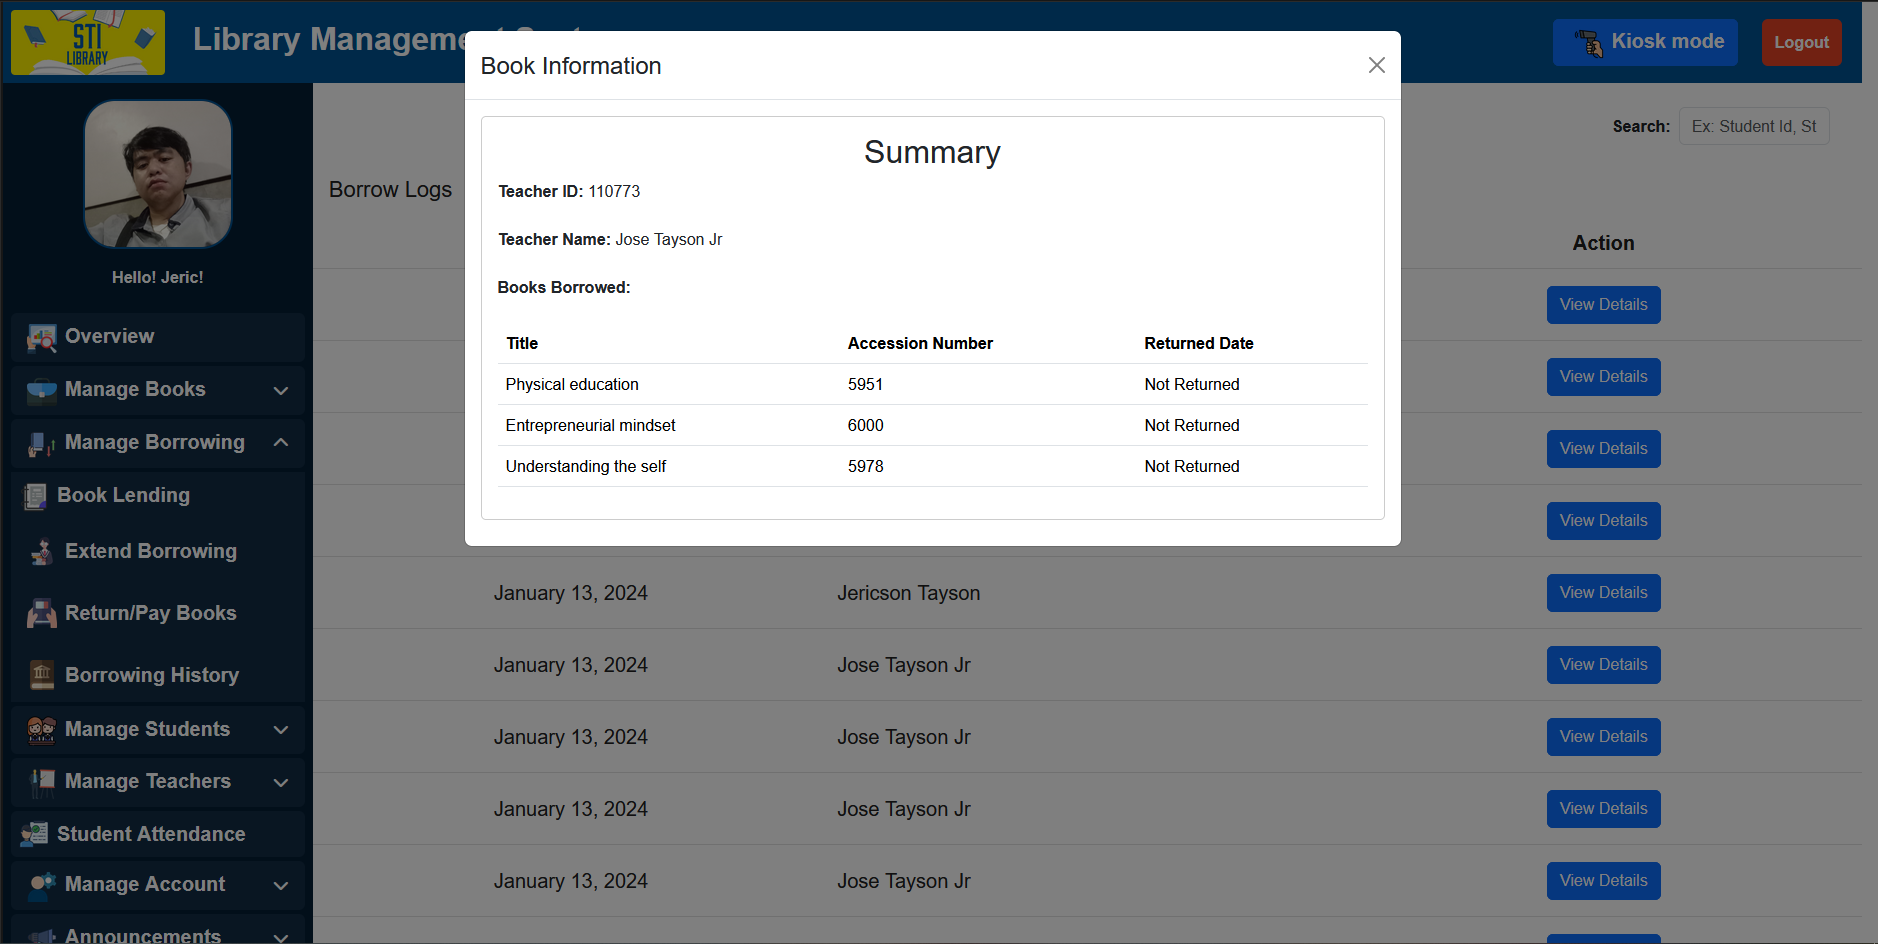 STI
LIBRARY
Library Management
Kiosk mode
Logout
Hello! Jeric!
Overview
Manage Books
Manage Borrowing
Book Lending
Extend Borrowing
Return/Pay Books
Borrowing History
Manage Students
Manage Teachers
Student Attendance
Manage Account
Announcements
Search: Ex: Student Id, St
Borrow Logs
Action
View Details
View Details
View Details
View Details
January 13, 2024 Jericson Tayson View Details
January 13, 2024 Jose Tayson Jr View Details
January 13, 2024 Jose Tayson Jr View Details
January 13, 2024 Jose Tayson Jr View Details
January 13, 2024 Jose Tayson Jr View Details
Book Information
Summary
Teacher ID: 110773
Teacher Name: Jose Tayson Jr
Books Borrowed:
Title Accession Number Returned Date
Physical education 5951 Not Returned
Entrepreneurial mindset 6000 Not Returned
Understanding the self 5978 Not Returned